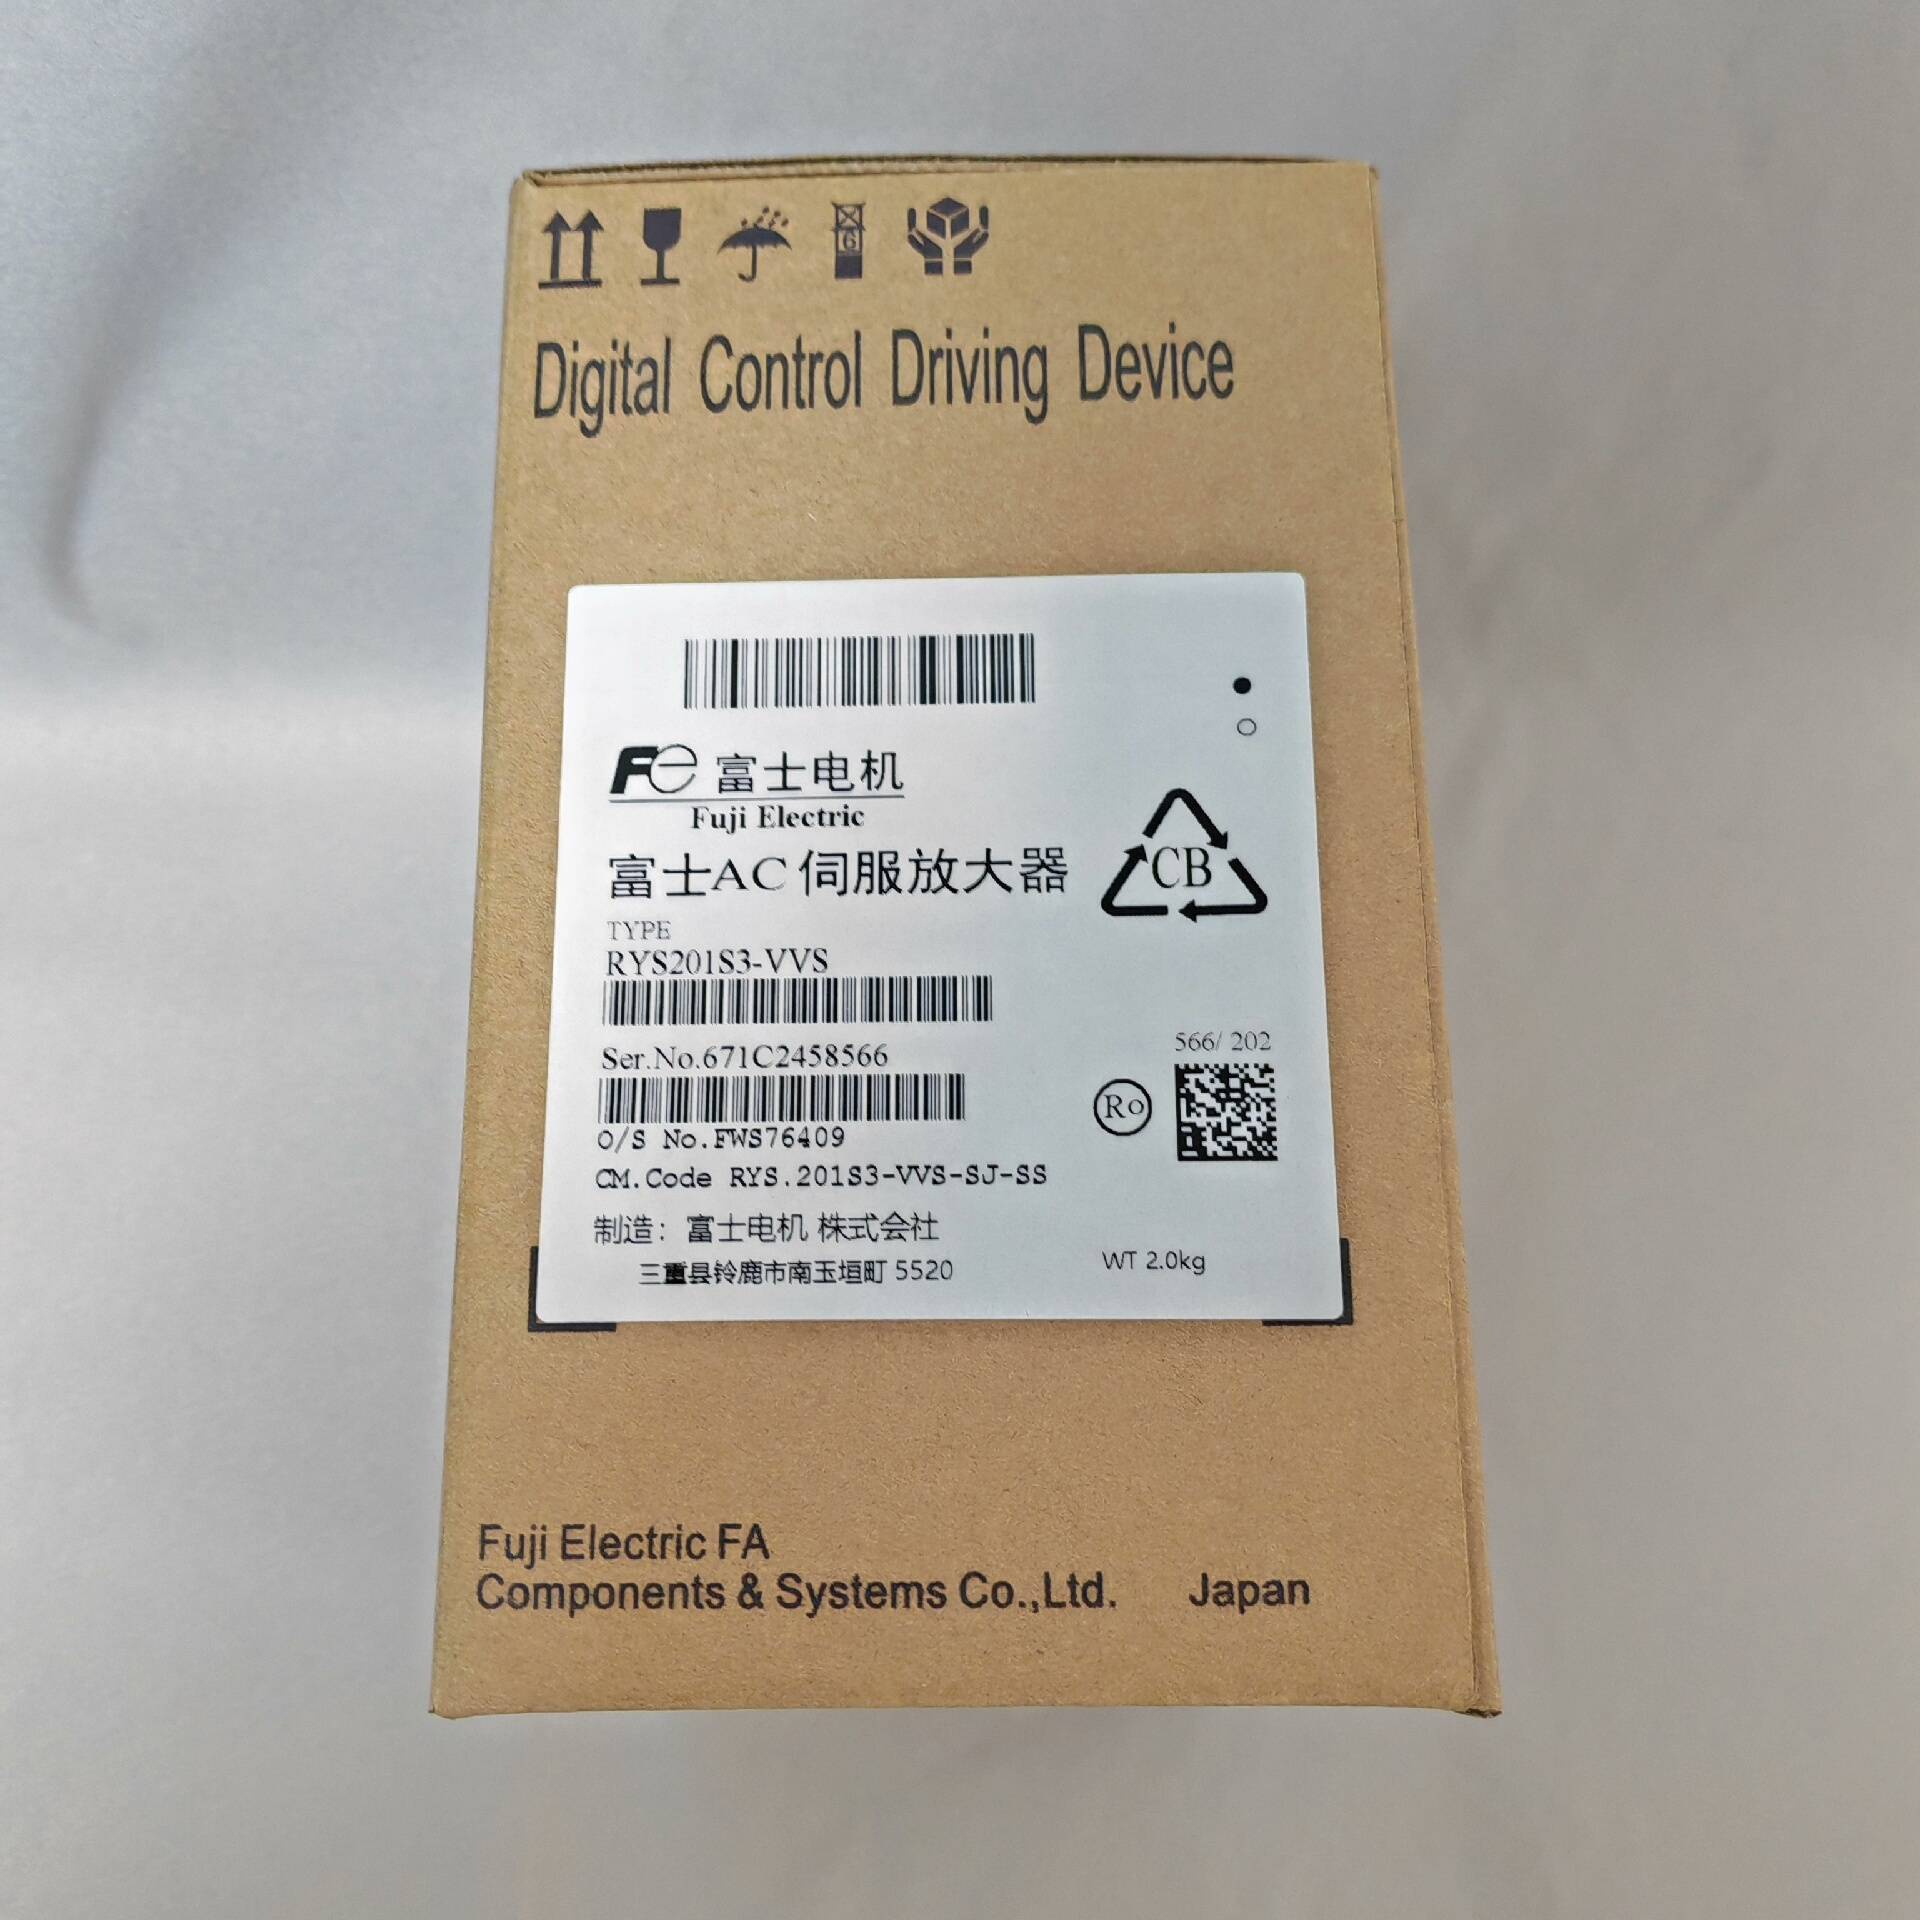 6
Digital Control Driving Device
Fe 富士电机
Fuji Electric
富士AC 伺服放大器
CB
TYPE
RYS201S3-VVS
Ser.No.671C2458566
566/ 202
Ro
O/S No.FWS76409
CM.Code RYS.201S3-VVS-SJ-SS
制造：富士电机 株式会社
三重县铃鹿市南玉垣町 5520
WT 2.0kg
Fuji Electric FA
Components & Systems Co.,Ltd. Japan